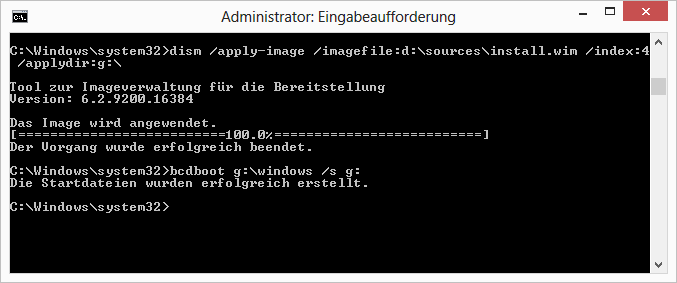 Administrator: Eingabeaufforderung
C:\Windows\system32>dism /apply-image /imagefile:d:\sources\install.wim /index:4
 /applydir:g:\
Tool zur Imageverwaltung für die Bereitstellung
Version: 6.2.9200.16384
Das Image wird angewendet.
[==========================100.0%==========================]
Der Vorgang wurde erfolgreich beendet.
C:\Windows\system32>bcdboot g:\windows /s g:
Die Startdateien wurden erfolgreich erstellt.
C:\Windows\system32>